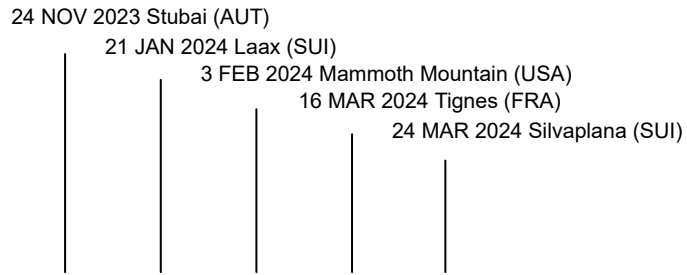 24 NOV 2023 Stubai (AUT)
21 JAN 2024 Laax (SUI)
3 FEB 2024 Mammoth Mountain (USA)
16 MAR 2024 Tignes (FRA)
24 MAR 2024 Silvaplana (SUI)